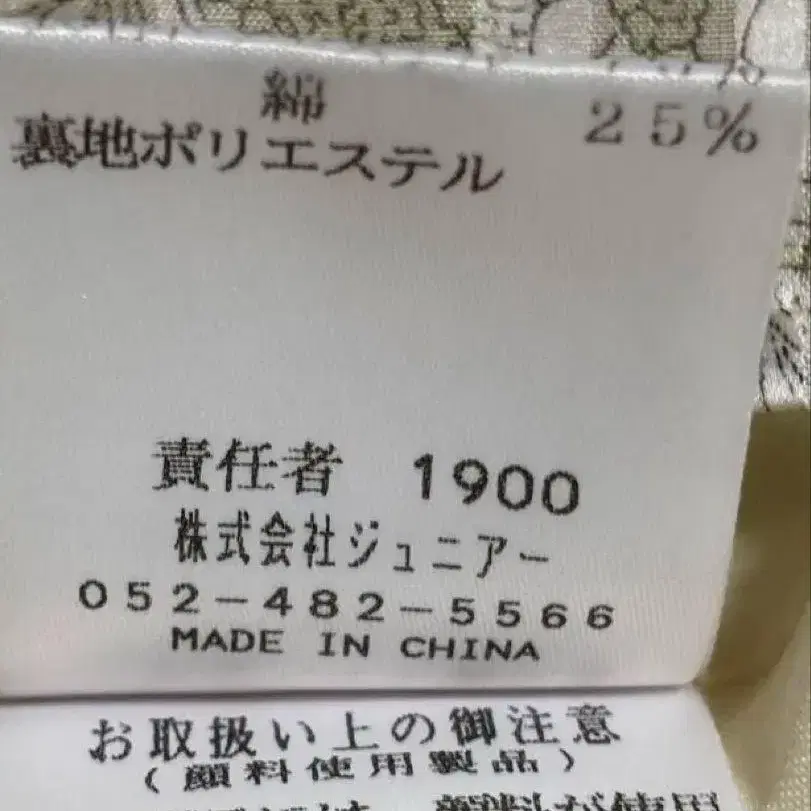 綿 25%
裏地ポリエステル
責任者 1900
株式会社ジュニアー
052-482-5566
MADE IN CHINA
お取扱い上の御注意
(顔料使用製品)